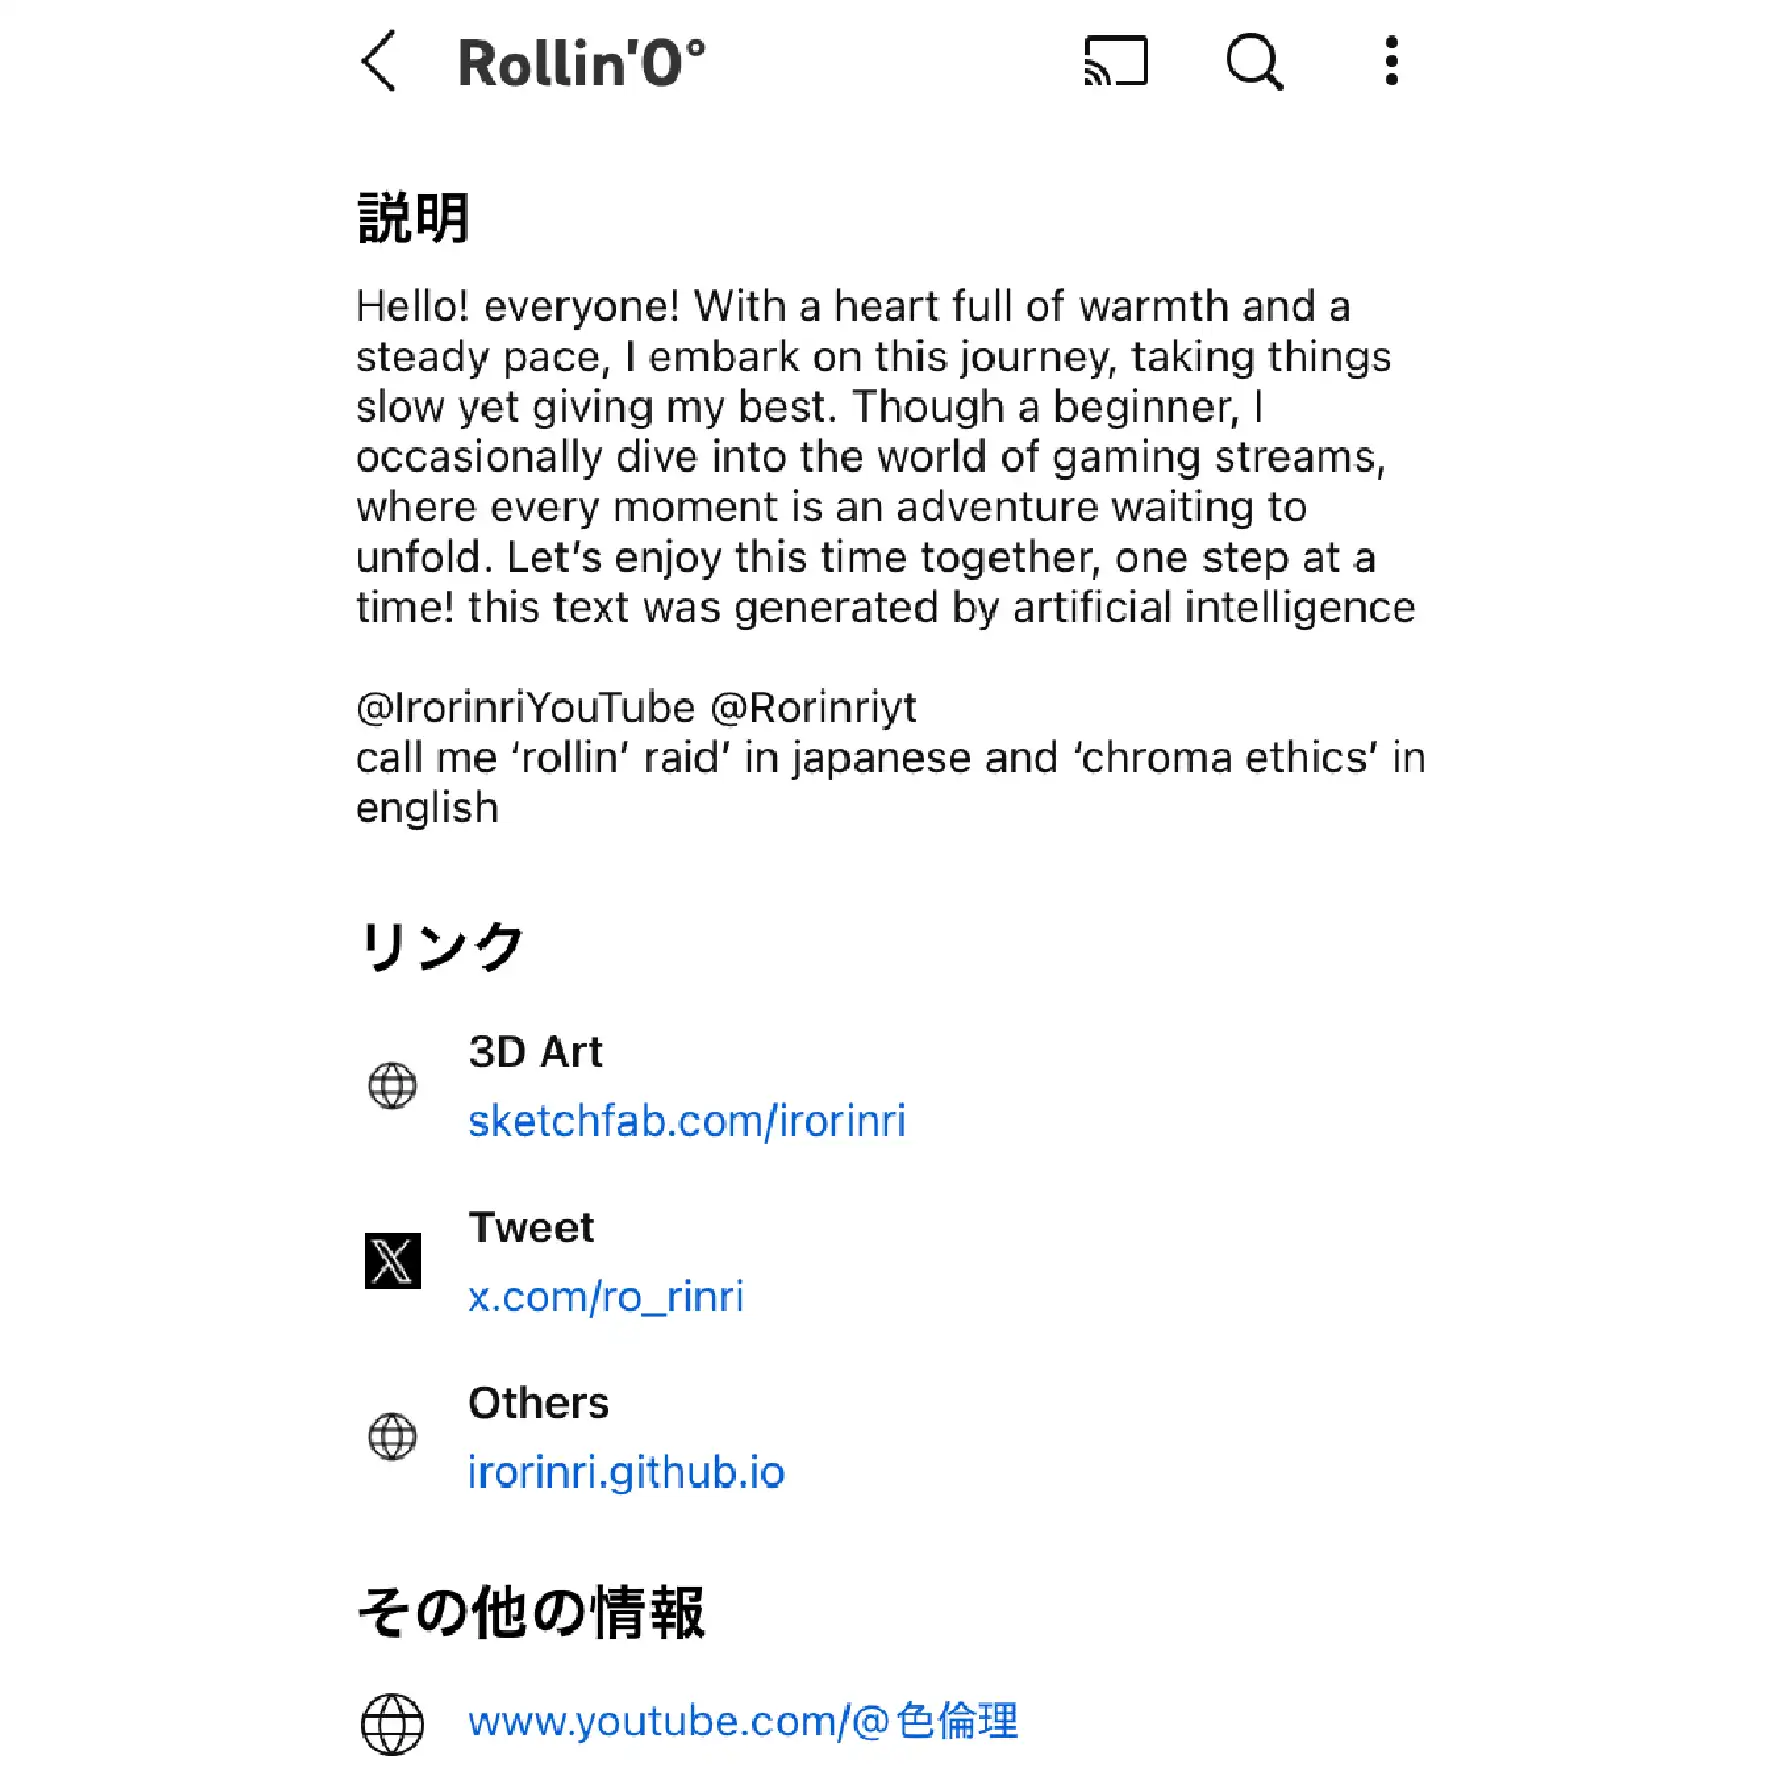 Rollin'0°
説明
Hello! everyone! With a heart full of warmth and a
steady pace, I embark on this journey, taking things
slow yet giving my best. Though a beginner, I
occasionally dive into the world of gaming streams,
where every moment is an adventure waiting to
unfold. Let’s enjoy this time together, one step at a
time! this text was generated by artificial intelligence
@IrorinriYouTube @Rorinriyt
call me ‘rollin’ raid’ in japanese and ‘chroma ethics’ in
english
リンク
3D Art
sketchfab.com/irorinri
Tweet
x.com/ro_rinri
Others
irorinri.github.io
その他の情報
www.youtube.com/@色倫理